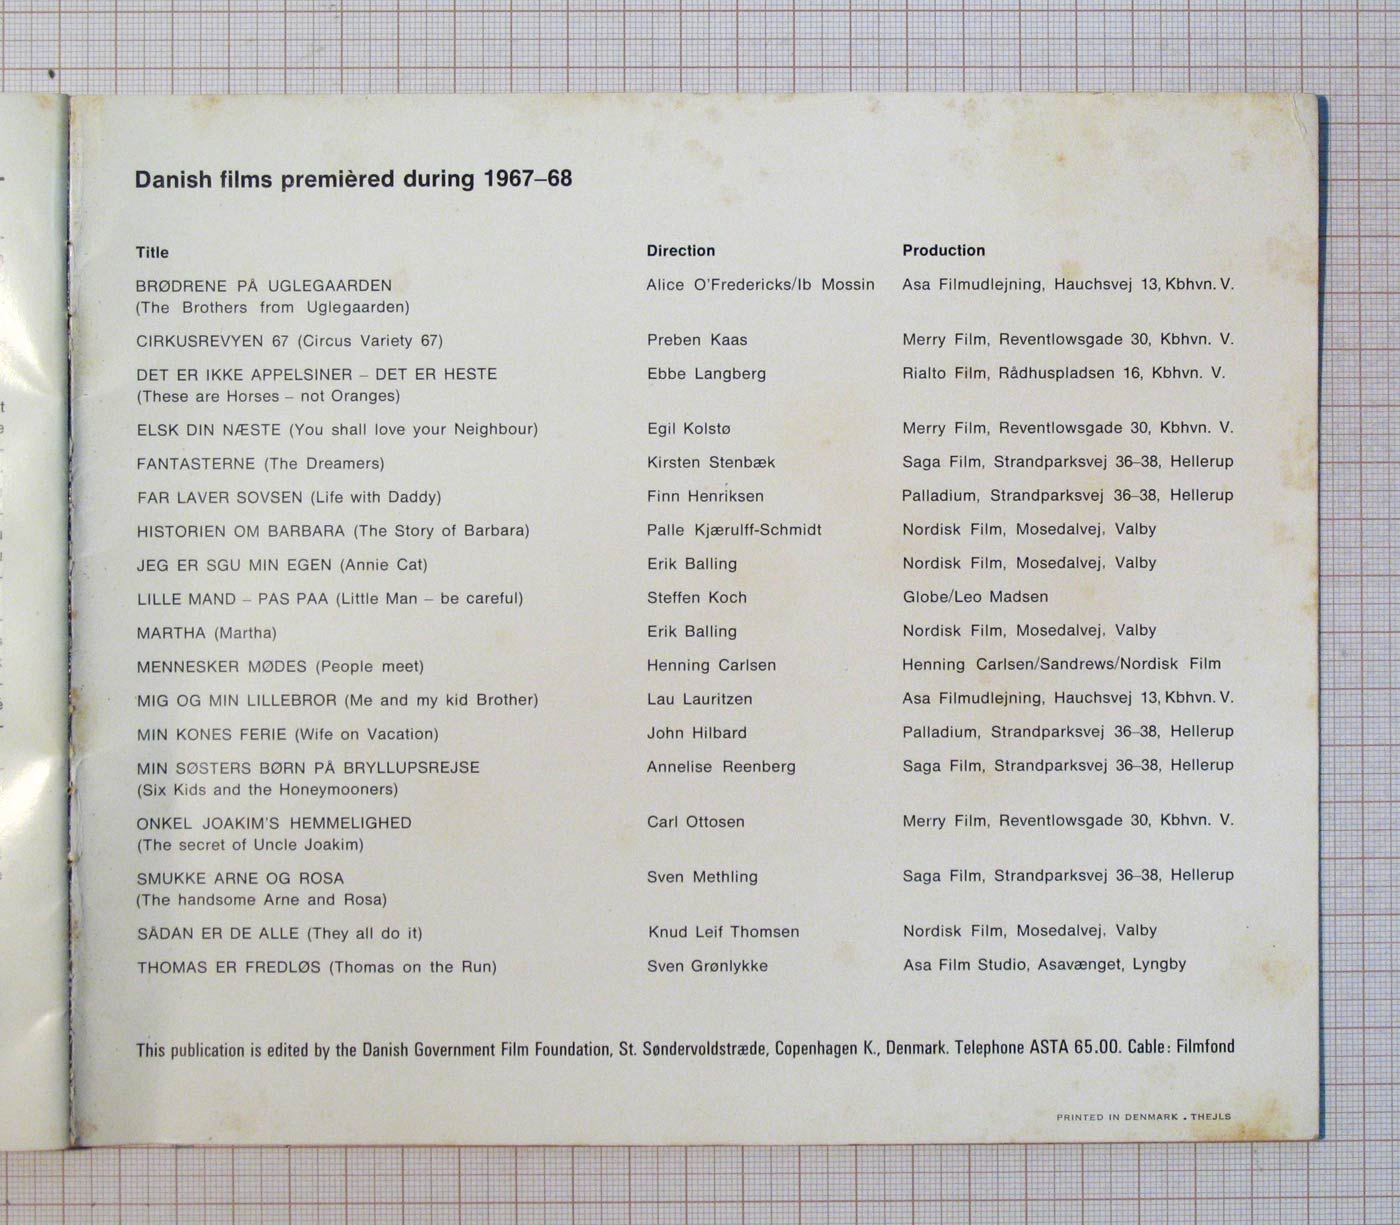 Danish films premièred during 1967–68
Title Direction Production
BRØDRENE PÅ UGLEGAARDEN Alice O'Fredericks/Ib Mossin Asa Filmudlejning, Hauchsvej 13, Kbhvn. V.
(The Brothers from Uglegaarden)
CIRKUSREVYEN 67 (Circus Variety 67) Preben Kaas Merry Film, Reventlowsgade 30, Kbhvn. V.
DET ER IKKE APPELSINER – DET ER HESTE Ebbe Langberg Rialto Film, Rådhuspladsen 16, Kbhvn. V.
(These are Horses – not Oranges)
ELSK DIN NÆSTE (You shall love your Neighbour) Egil Kolstø Merry Film, Reventlowsgade 30, Kbhvn. V.
FANTASTERNE (The Dreamers) Kirsten Stenbæk Saga Film, Strandparksvej 36–38, Hellerup
FAR LAVER SOVSEN (Life with Daddy) Finn Henriksen Palladium, Strandparksvej 36–38, Hellerup
HISTORIEN OM BARBARA (The Story of Barbara) Palle Kjærulff-Schmidt Nordisk Film, Mosedalvej, Valby
JEG ER SGU MIN EGEN (Annie Cat) Erik Balling Nordisk Film, Mosedalvej, Valby
LILLE MAND – PAS PAA (Little Man – be careful) Steffen Koch Globe/Leo Madsen
MARTHA (Martha) Erik Balling Nordisk Film, Mosedalvej, Valby
MENNESKER MØDES (People meet) Henning Carlsen Henning Carlsen/Sandrews/Nordisk Film
MIG OG MIN LILLEBROR (Me and my kid Brother) Lau Lauritzen Asa Filmudlejning, Hauchsvej 13, Kbhvn. V.
MIN KONES FERIE (Wife on Vacation) John Hilbard Palladium, Strandparksvej 36–38, Hellerup
MIN SØSTERS BØRN PÅ BRYLLUPSREJSE Annelise Reenberg Saga Film, Strandparksvej 36–38, Hellerup
(Six Kids and the Honeymooners)
ONKEL JOAKIM'S HEMMELIGHED Carl Ottosen Merry Film, Reventlowsgade 30, Kbhvn. V.
(The secret of Uncle Joakim)
SMUKKE ARNE OG ROSA Sven Methling Saga Film, Strandparksvej 36–38, Hellerup
(The handsome Arne and Rosa)
SÅDAN ER DE ALLE (They all do it) Knud Leif Thomsen Nordisk Film, Mosedalvej, Valby
THOMAS ER FREDLØS (Thomas on the Run) Sven Grønlykke Asa Film Studio, Asavænget, Lyngby
This publication is edited by the Danish Government Film Foundation, St. Søndervoldstræde, Copenhagen K., Denmark. Telephone ASTA 65.00. Cable: Filmfond
PRINTED IN DENMARK . THEJLS